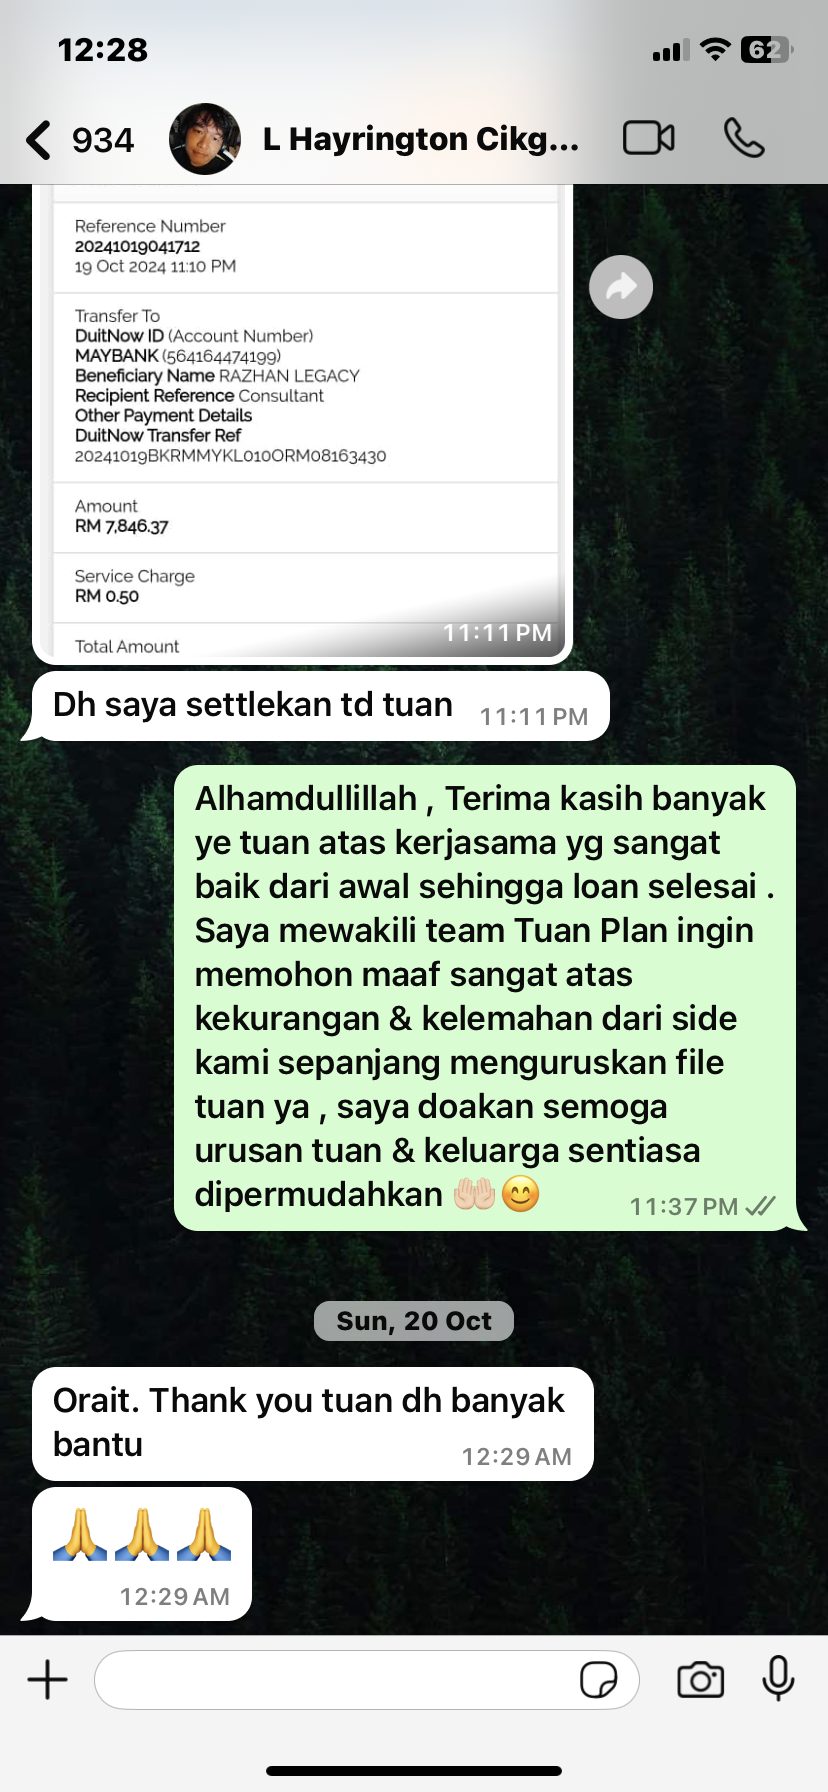 12:28
62
934
L Hayrington Cikg...
Reference Number
20241019041712
19 Oct 2024 11:10 PM
Transfer To
DuitNow ID (Account Number)
MAYBANK (564164474199)
Beneficiary Name RAZHAN LEGACY
Recipient Reference Consultant
Other Payment Details
DuitNow Transfer Ref
20241019BKRMMYKL010ORM08163430
Amount
RM 7,846.37
Service Charge
RM 0.50
Total Amount
11:11 PM
Dh saya settlekan td tuan
11:11 PM
Alhamdullillah , Terima kasih banyak
ye tuan atas kerjasama yg sangat
baik dari awal sehingga loan selesai .
Saya mewakili team Tuan Plan ingin
memohon maaf sangat atas
kekurangan & kelemahan dari side
kami sepanjang menguruskan file
tuan ya , saya doakan semoga
urusan tuan & keluarga sentiasa
dipermudahkan 🤲🏻😊
11:37 PM
Sun, 20 Oct
Orait. Thank you tuan dh banyak
bantu
12:29 AM
🙏🙏🙏
12:29 AM